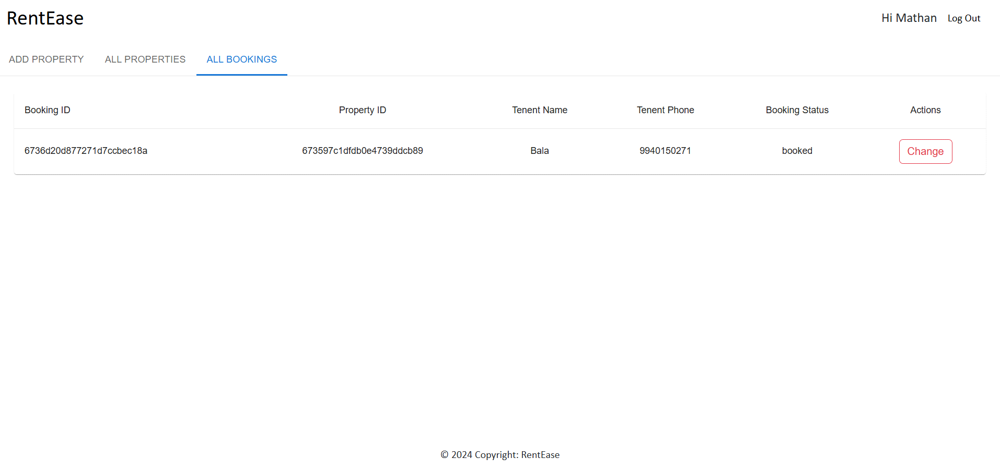 RentEase
Hi Mathan Log Out
ADD PROPERTY ALL PROPERTIES ALL BOOKINGS
Booking ID Property ID Tenent Name Tenent Phone Booking Status Actions
6736d20d877271d7ccbec18a 673597c1dfdb0e4739ddcb89 Bala 9940150271 booked Change
© 2024 Copyright: RentEase